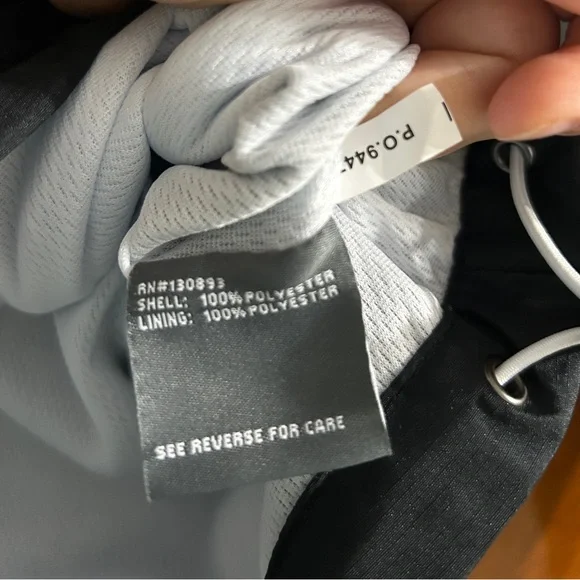 P.O.944
RN#130893
SHELL: 100% POLYESTER
LINING: 100% POLYESTER
SEE REVERSE FOR CARE